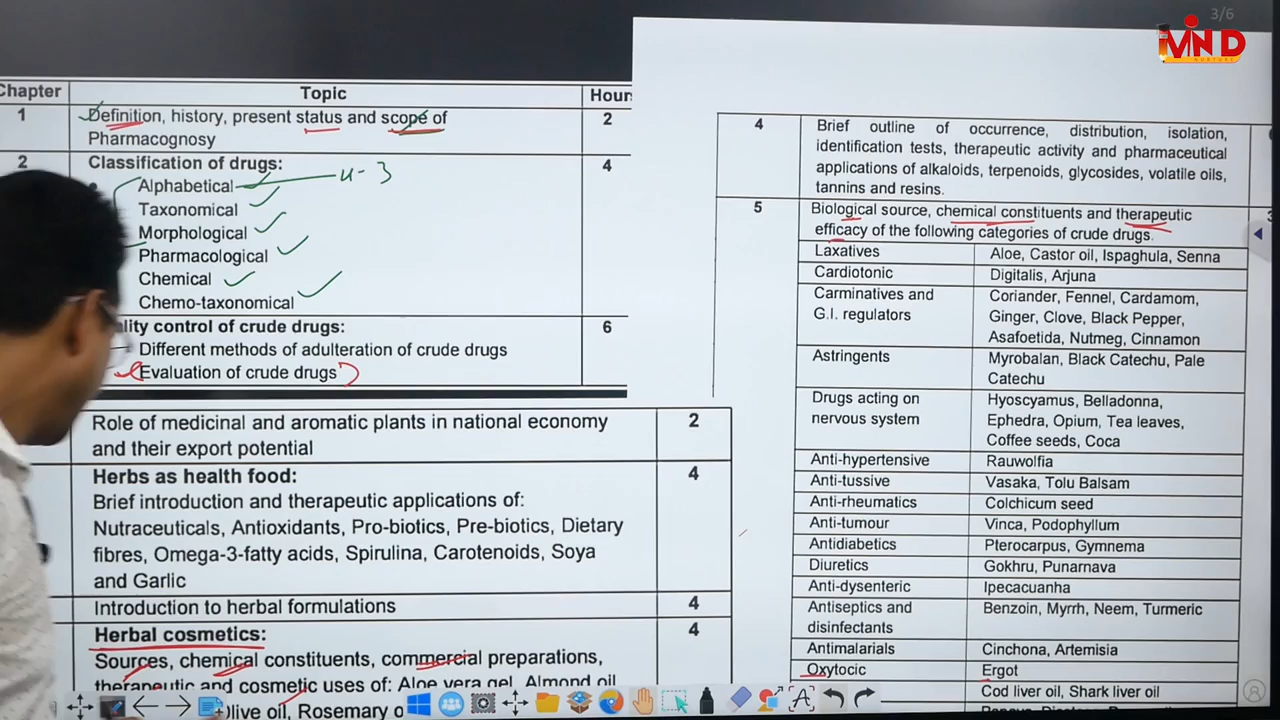 3/6
MIND
NURTURE
Chapter Topic Hours
1 Definition, history, present status and scope of
Pharmacognosy 2
2 Classification of drugs: 4
Alphabetical U-3
Taxonomical
Morphological
Pharmacological
Chemical
Chemo-taxonomical
lity control of crude drugs: 6
Different methods of adulteration of crude drugs
Evaluation of crude drugs
Role of medicinal and aromatic plants in national economy 2
and their export potential
Herbs as health food: 4
Brief introduction and therapeutic applications of:
Nutraceuticals, Antioxidants, Pro-biotics, Pre-biotics, Dietary
fibres, Omega-3-fatty acids, Spirulina, Carotenoids, Soya
and Garlic
Introduction to herbal formulations 4
Herbal cosmetics: 4
Sources, chemical constituents, commercial preparations,
therapeutic and cosmetic uses of: Aloe vera gel, Almond oil
live oil, Rosemary o
4 Brief outline of occurrence, distribution, isolation,
identification tests, therapeutic activity and pharmaceutical
applications of alkaloids, terpenoids, glycosides, volatile oils,
tannins and resins.
5 Biological source, chemical constituents and therapeutic
efficacy of the following categories of crude drugs.
Laxatives Aloe, Castor oil, Ispaghula, Senna
Cardiotonic Digitalis, Arjuna
Carminatives and Coriander, Fennel, Cardamom,
G.I. regulators Ginger, Clove, Black Pepper,
Asafoetida, Nutmeg, Cinnamon
Astringents Myrobalan, Black Catechu, Pale
Catechu
Drugs acting on Hyoscyamus, Belladonna,
nervous system Ephedra, Opium, Tea leaves,
Coffee seeds, Coca
Anti-hypertensive Rauwolfia
Anti-tussive Vasaka, Tolu Balsam
Anti-rheumatics Colchicum seed
Anti-tumour Vinca, Podophyllum
Antidiabetics Pterocarpus, Gymnema
Diuretics Gokhru, Punarnava
Anti-dysenteric Ipecacuanha
Antiseptics and Benzoin, Myrrh, Neem, Turmeric
disinfectants
Antimalarials Cinchona, Artemisia
Oxytocic Ergot
Cod liver oil, Shark liver oil